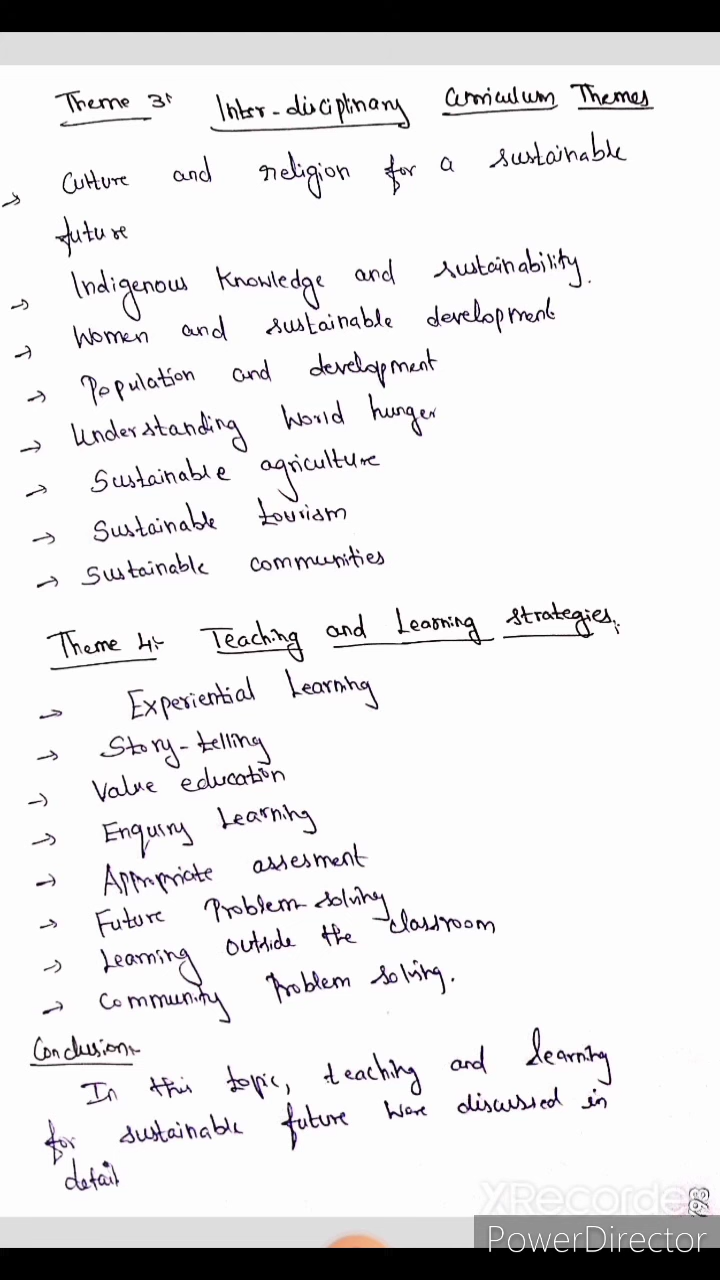 Theme 3:- Inter-disciplinary curriculum Themes
→ Culture and religion for a sustainable
future
→ Indigenous knowledge and sustainability.
→ Women and sustainable development
→ Population and development
→ Understanding World hunger
→ Sustainable agriculture
→ Sustainable tourism
→ Sustainable communities
Theme 4:- Teaching and Learning strategies:
→ Experiential Learning
→ Story-telling
→ Value education
→ Enquiry Learning
→ Appropriate assesment
→ Future Problem-solving
→ Learning outside the classroom
→ Community Problem solving.
Conclusion:-
In this topic, teaching and learning
for sustainable future were discussed in
detail
XRecorder
PowerDirector